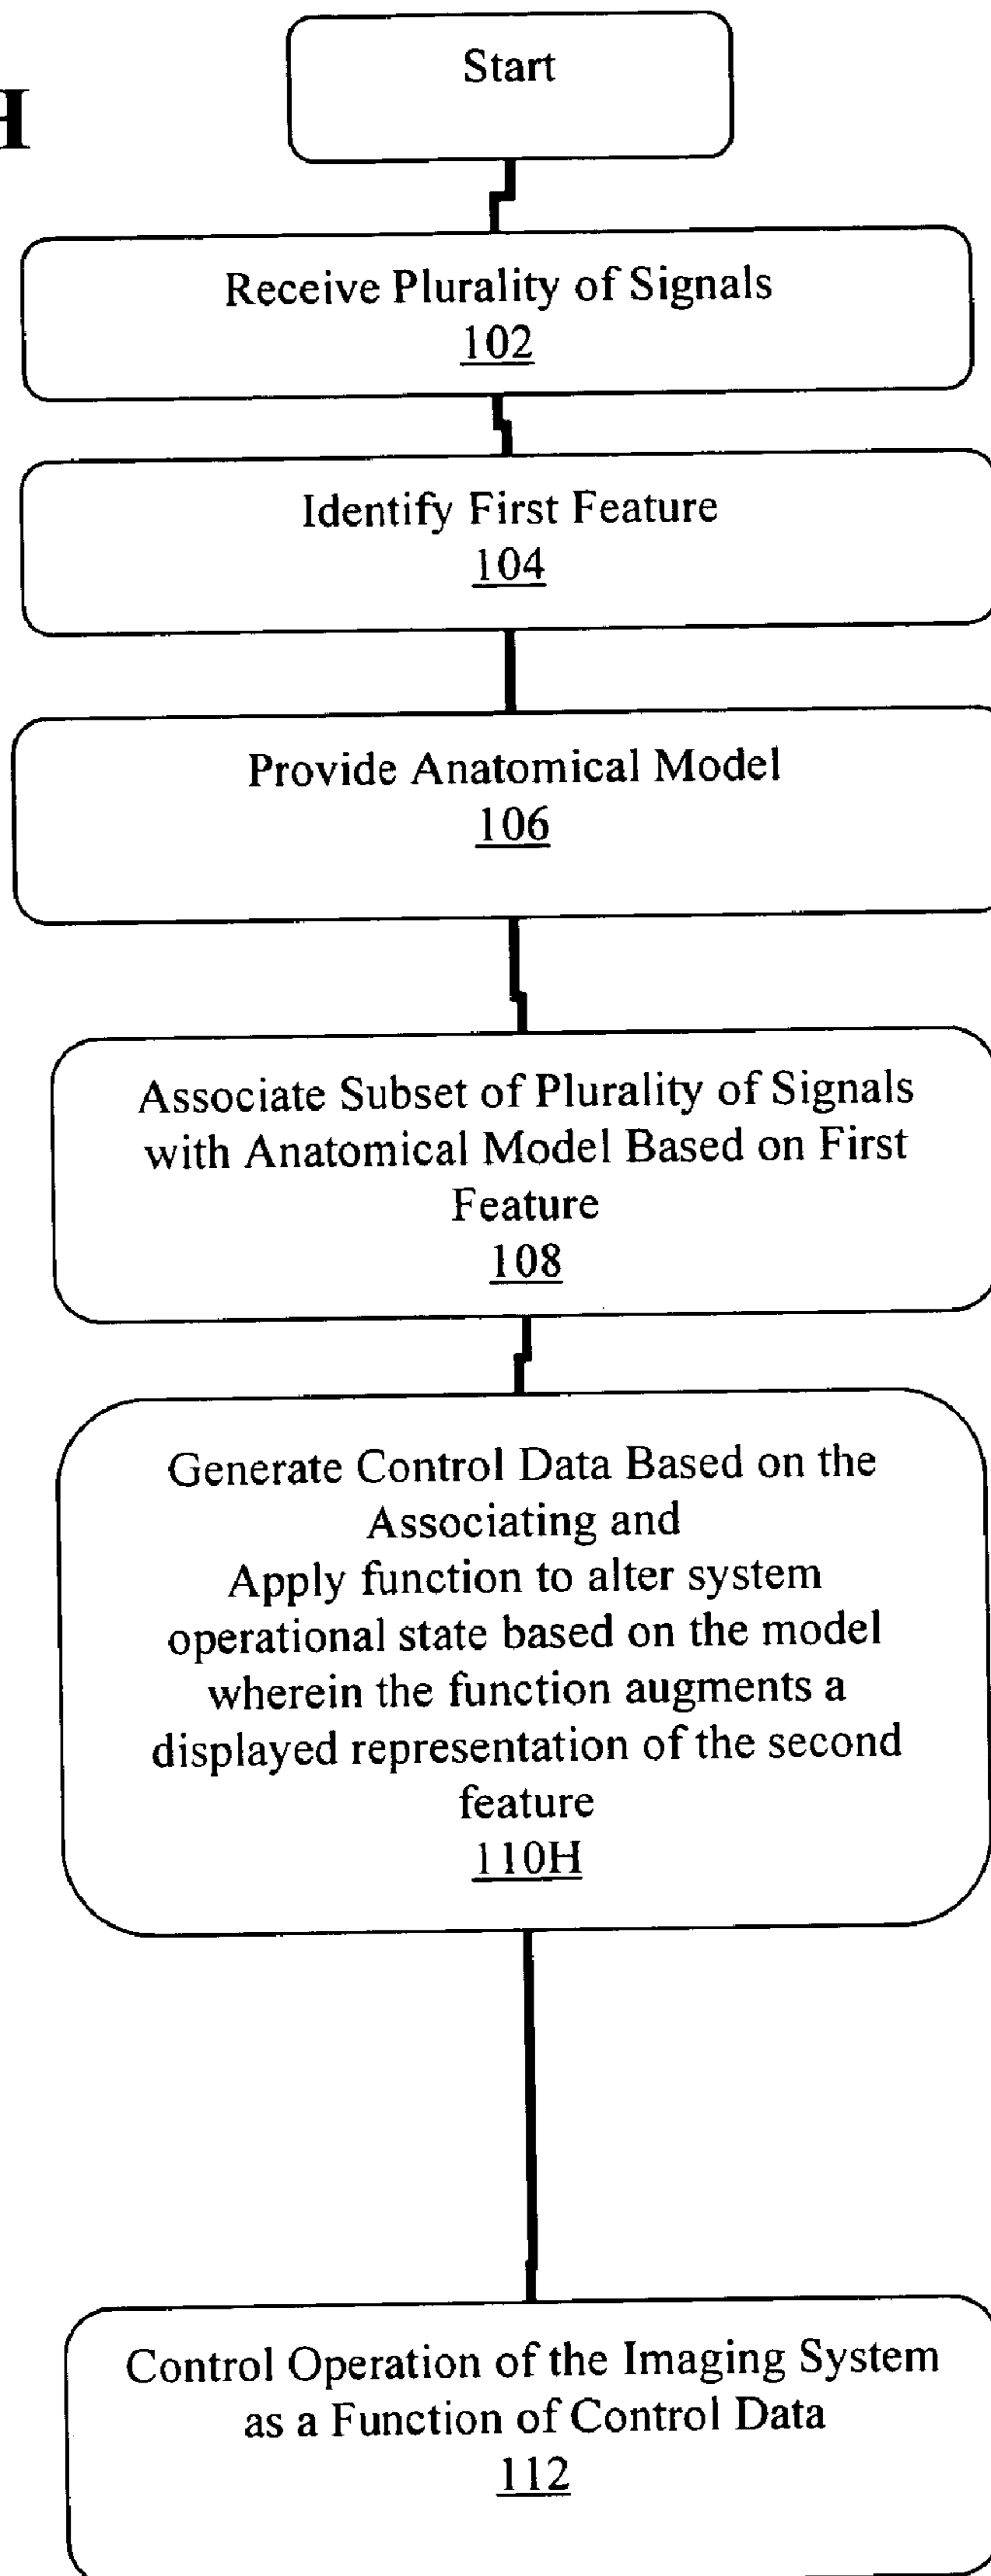 H
Start
Receive Plurality of Signals
102
Identify First Feature
104
Provide Anatomical Model
106
Associate Subset of Plurality of Signals
with Anatomical Model Based on First
Feature
108
Generate Control Data Based on the
Associating and
Apply function to alter system
operational state based on the model
wherein the function augments a
displayed representation of the second
feature
110H
Control Operation of the Imaging System
as a Function of Control Data
112